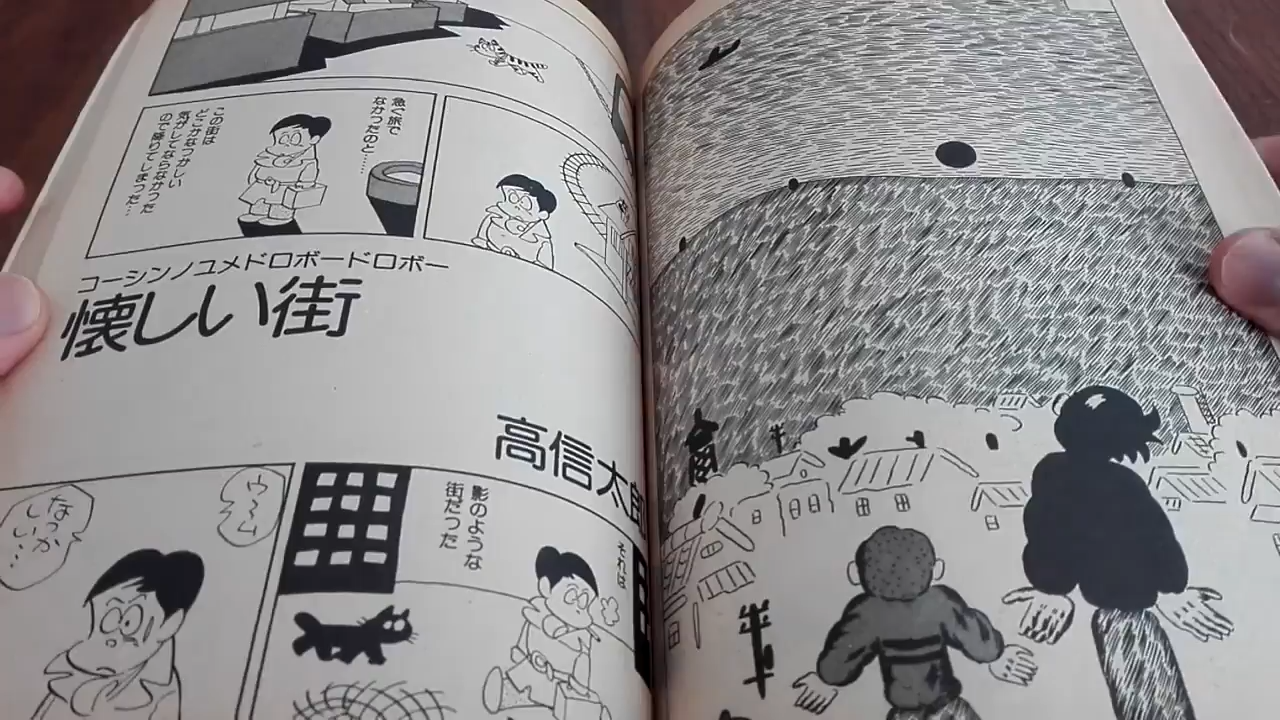 急ぐ旅で
なかったのと……
この街は
どこかなつかしい
気がしてならなかった
ので降りてしまった…
コーシンノユメドロボードロボー
懐しい街
高信太郎
それは
影のような
街だった
ウ〜ム
なつか
しい…